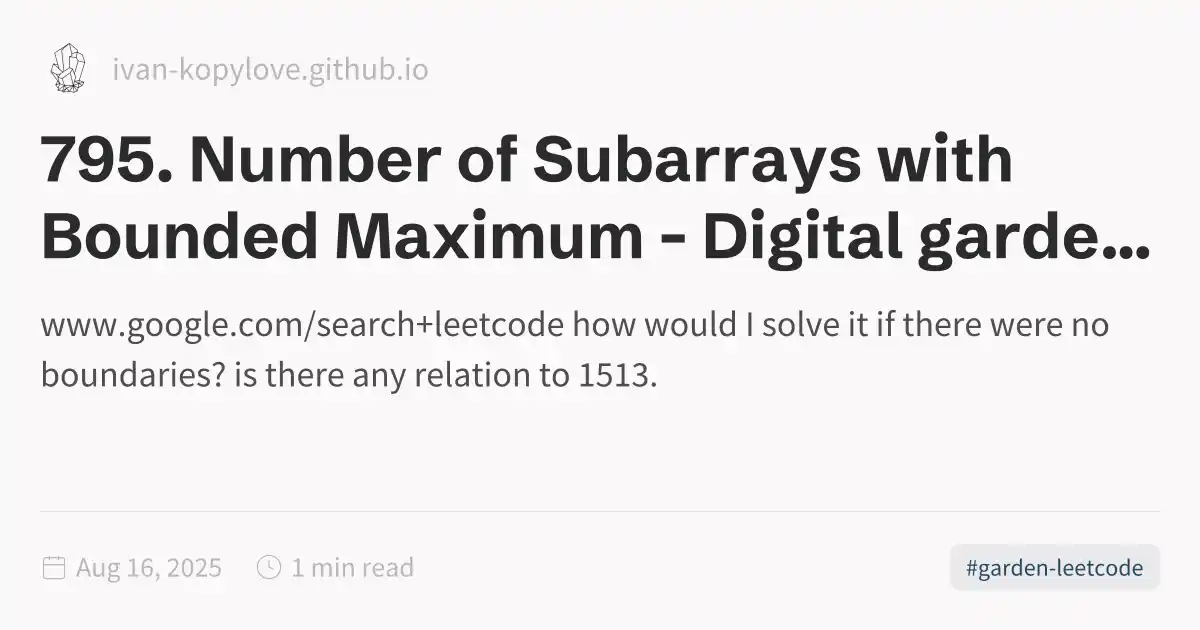 ivan-kopylove.github.io
795. Number of Subarrays with
Bounded Maximum - Digital garde...
www.google.com/search+leetcode how would I solve it if there were no
boundaries? is there any relation to 1513.
Aug 16, 2025 1 min read #garden-leetcode